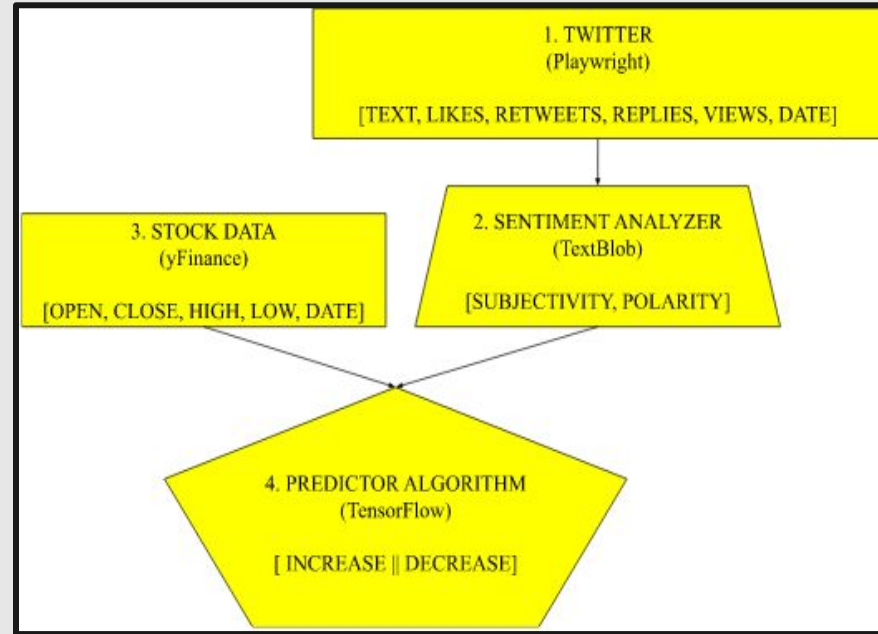 1. TWITTER
(Playwright)
[TEXT, LIKES, RETWEETS, REPLIES, VIEWS, DATE]
2. SENTIMENT ANALYZER
(TextBlob)
[SUBJECTIVITY, POLARITY]
3. STOCK DATA
(yFinance)
[OPEN, CLOSE, HIGH, LOW, DATE]
4. PREDICTOR ALGORITHM
(TensorFlow)
[ INCREASE || DECREASE]